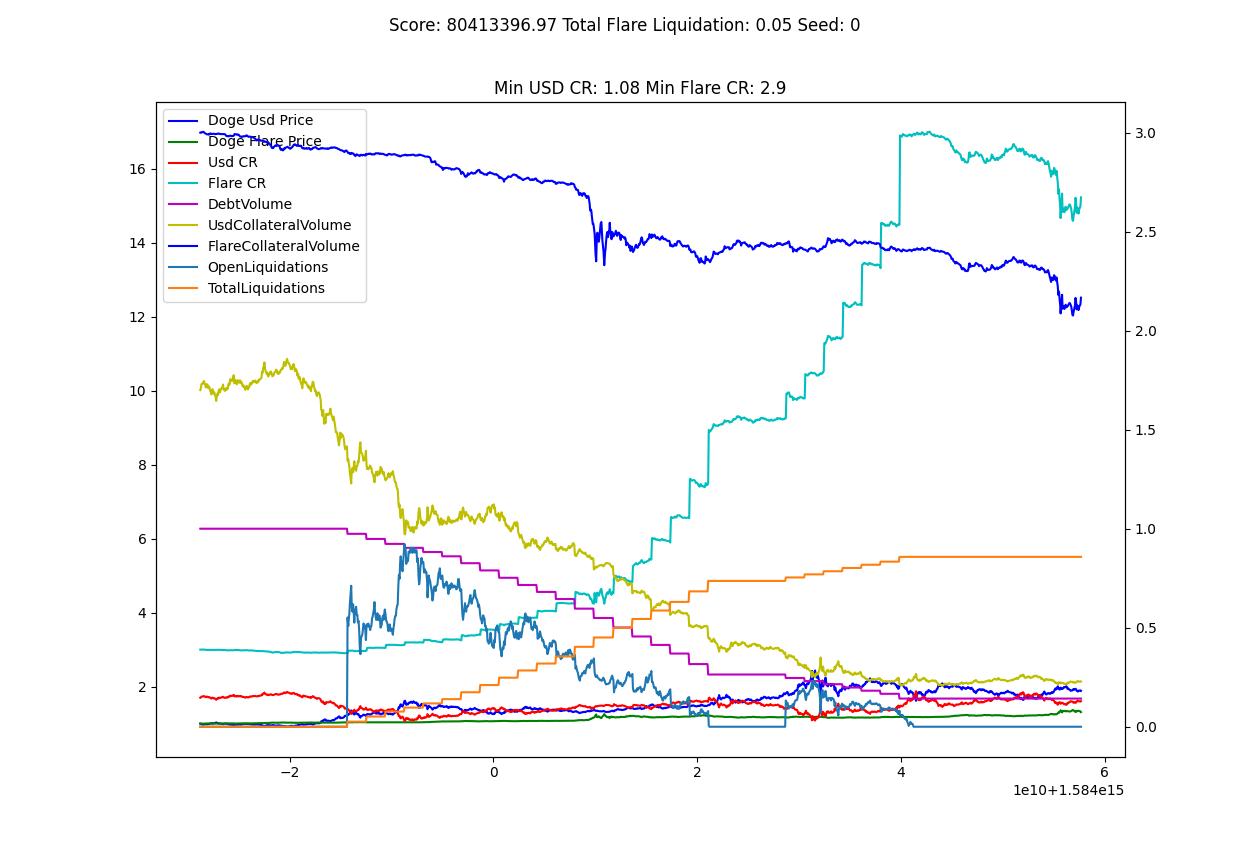 Score: 80413396.97 Total Flare Liquidation: 0.05 Seed: 0
Min USD CR: 1.08 Min Flare CR: 2.9
Doge Usd Price
Doge Flare Price
Usd CR
Flare CR
DebtVolume
UsdCollateralVolume
FlareCollateralVolume
OpenLiquidations
TotalLiquidations
16
14
12
10
8
6
4
2
3.0
2.5
2.0
1.5
1.0
0.5
0.0
−2 0 2 4 6
1e10+1.584e15